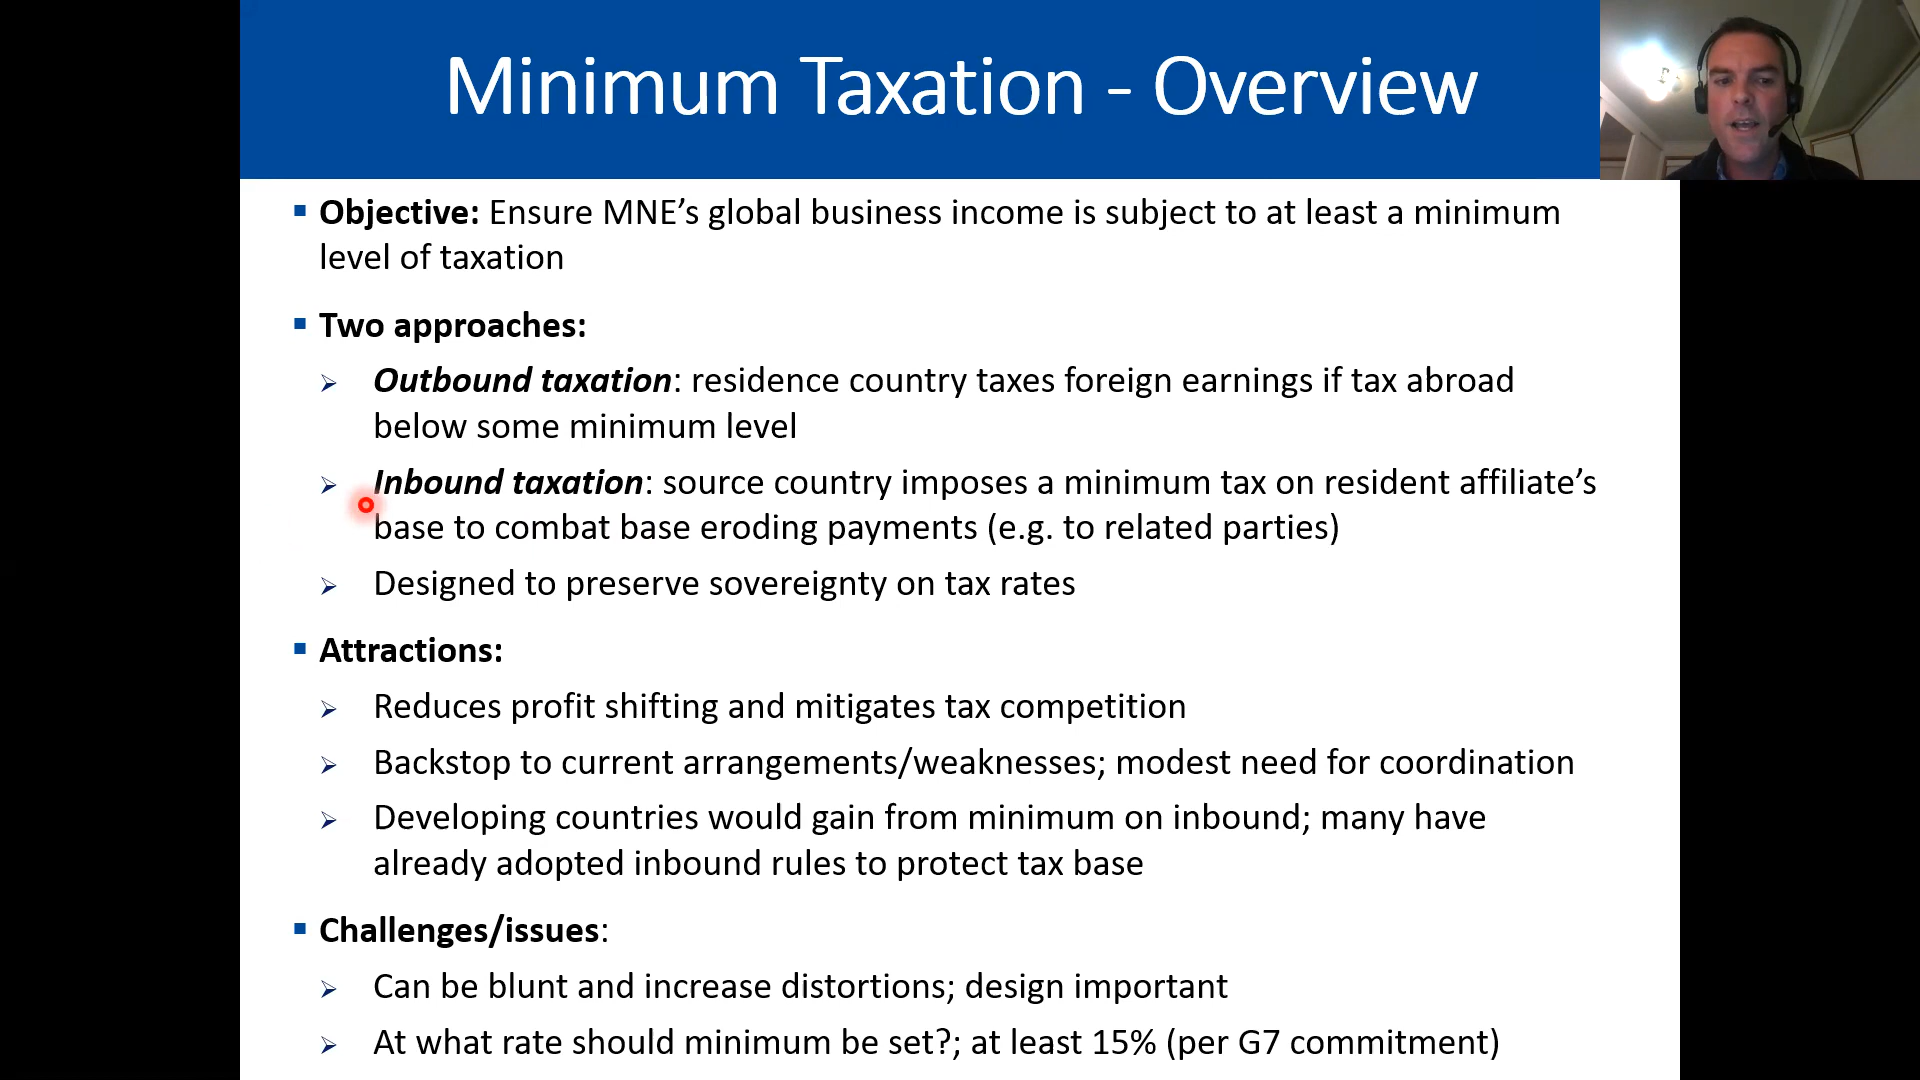 Minimum Taxation - Overview
Objective: Ensure MNE’s global business income is subject to at least a minimum
level of taxation
Two approaches:
Outbound taxation: residence country taxes foreign earnings if tax abroad
below some minimum level
Inbound taxation: source country imposes a minimum tax on resident affiliate’s
base to combat base eroding payments (e.g. to related parties)
Designed to preserve sovereignty on tax rates
Attractions:
Reduces profit shifting and mitigates tax competition
Backstop to current arrangements/weaknesses; modest need for coordination
Developing countries would gain from minimum on inbound; many have
already adopted inbound rules to protect tax base
Challenges/issues:
Can be blunt and increase distortions; design important
At what rate should minimum be set?; at least 15% (per G7 commitment)